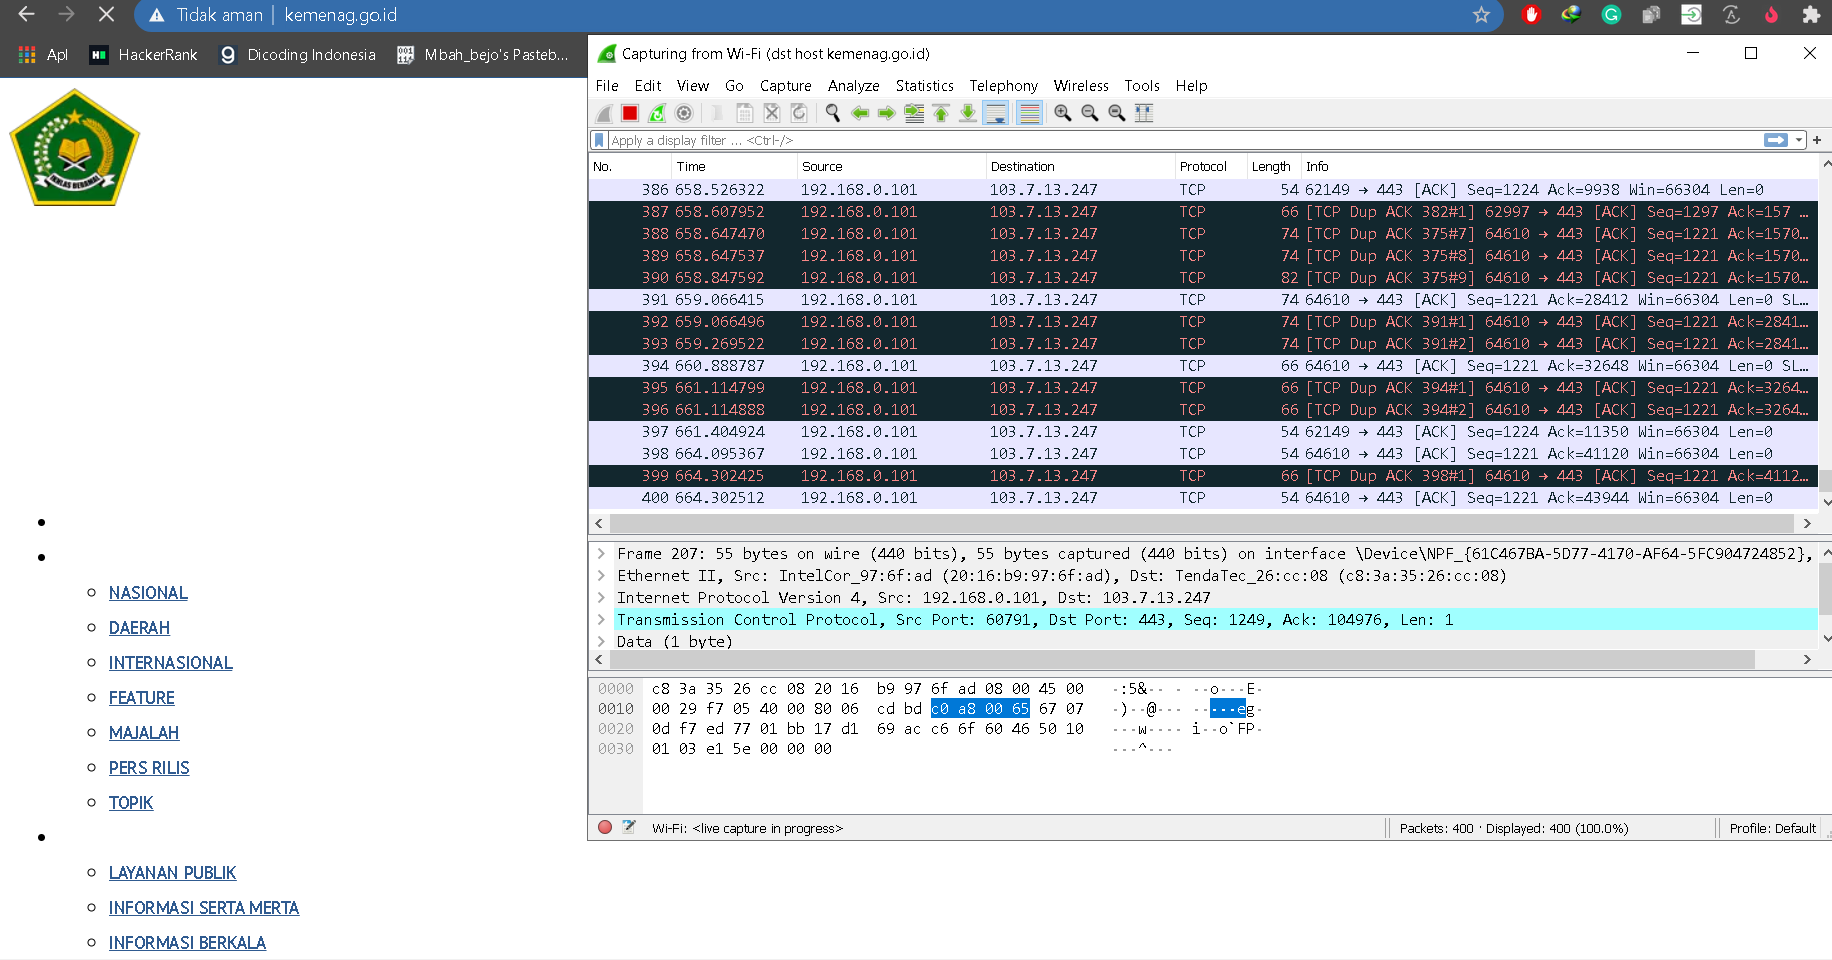 Tidak aman | kemenag.go.id
Apl HackerRank Dicoding Indonesia Mbah_bejo's Pasteb...
IKHLAS BERAMAL
NASIONAL
DAERAH
INTERNASIONAL
FEATURE
MAJALAH
PERS RILIS
TOPIK
LAYANAN PUBLIK
INFORMASI SERTA MERTA
INFORMASI BERKALA
Capturing from Wi-Fi (dst host kemenag.go.id)
File Edit View Go Capture Analyze Statistics Telephony Wireless Tools Help
Apply a display filter ... <Ctrl-/>
No. Time Source Destination Protocol Length Info
386 658.526322 192.168.0.101 103.7.13.247 TCP 54 62149 → 443 [ACK] Seq=1224 Ack=9938 Win=66304 Len=0
387 658.607952 192.168.0.101 103.7.13.247 TCP 66 [TCP Dup ACK 382#1] 62997 → 443 [ACK] Seq=1297 Ack=157 …
388 658.647470 192.168.0.101 103.7.13.247 TCP 74 [TCP Dup ACK 375#7] 64610 → 443 [ACK] Seq=1221 Ack=1570…
389 658.647537 192.168.0.101 103.7.13.247 TCP 74 [TCP Dup ACK 375#8] 64610 → 443 [ACK] Seq=1221 Ack=1570…
390 658.847592 192.168.0.101 103.7.13.247 TCP 82 [TCP Dup ACK 375#9] 64610 → 443 [ACK] Seq=1221 Ack=1570…
391 659.066415 192.168.0.101 103.7.13.247 TCP 74 64610 → 443 [ACK] Seq=1221 Ack=28412 Win=66304 Len=0 SL…
392 659.066496 192.168.0.101 103.7.13.247 TCP 74 [TCP Dup ACK 391#1] 64610 → 443 [ACK] Seq=1221 Ack=2841…
393 659.269522 192.168.0.101 103.7.13.247 TCP 74 [TCP Dup ACK 391#2] 64610 → 443 [ACK] Seq=1221 Ack=2841…
394 660.888787 192.168.0.101 103.7.13.247 TCP 66 64610 → 443 [ACK] Seq=1221 Ack=32648 Win=66304 Len=0 SL…
395 661.114799 192.168.0.101 103.7.13.247 TCP 66 [TCP Dup ACK 394#1] 64610 → 443 [ACK] Seq=1221 Ack=3264…
396 661.114888 192.168.0.101 103.7.13.247 TCP 66 [TCP Dup ACK 394#2] 64610 → 443 [ACK] Seq=1221 Ack=3264…
397 661.404924 192.168.0.101 103.7.13.247 TCP 54 62149 → 443 [ACK] Seq=1224 Ack=11350 Win=66304 Len=0
398 664.095367 192.168.0.101 103.7.13.247 TCP 54 64610 → 443 [ACK] Seq=1221 Ack=41120 Win=66304 Len=0
399 664.302425 192.168.0.101 103.7.13.247 TCP 66 [TCP Dup ACK 398#1] 64610 → 443 [ACK] Seq=1221 Ack=4112…
400 664.302512 192.168.0.101 103.7.13.247 TCP 54 64610 → 443 [ACK] Seq=1221 Ack=43944 Win=66304 Len=0
Frame 207: 55 bytes on wire (440 bits), 55 bytes captured (440 bits) on interface \Device\NPF_{61C467BA-5D77-4170-AF64-5FC904724852},
Ethernet II, Src: IntelCor_97:6f:ad (20:16:b9:97:6f:ad), Dst: TendaTec_26:cc:08 (c8:3a:35:26:cc:08)
Internet Protocol Version 4, Src: 192.168.0.101, Dst: 103.7.13.247
Transmission Control Protocol, Src Port: 60791, Dst Port: 443, Seq: 1249, Ack: 104976, Len: 1
Data (1 byte)
0000 c8 3a 35 26 cc 08 20 16 b9 97 6f ad 08 00 45 00 ·:5&·· · ··o···E·
0010 00 29 f7 05 40 00 80 06 cd bd c0 a8 00 65 67 07 ·)··@··· ·····eg·
0020 0d f7 ed 77 01 bb 17 d1 69 ac c6 6f 60 46 50 10 ···w···· i··o`FP·
0030 01 03 e1 5e 00 00 00 ···^···
Wi-Fi: <live capture in progress> Packets: 400 · Displayed: 400 (100.0%) Profile: Default